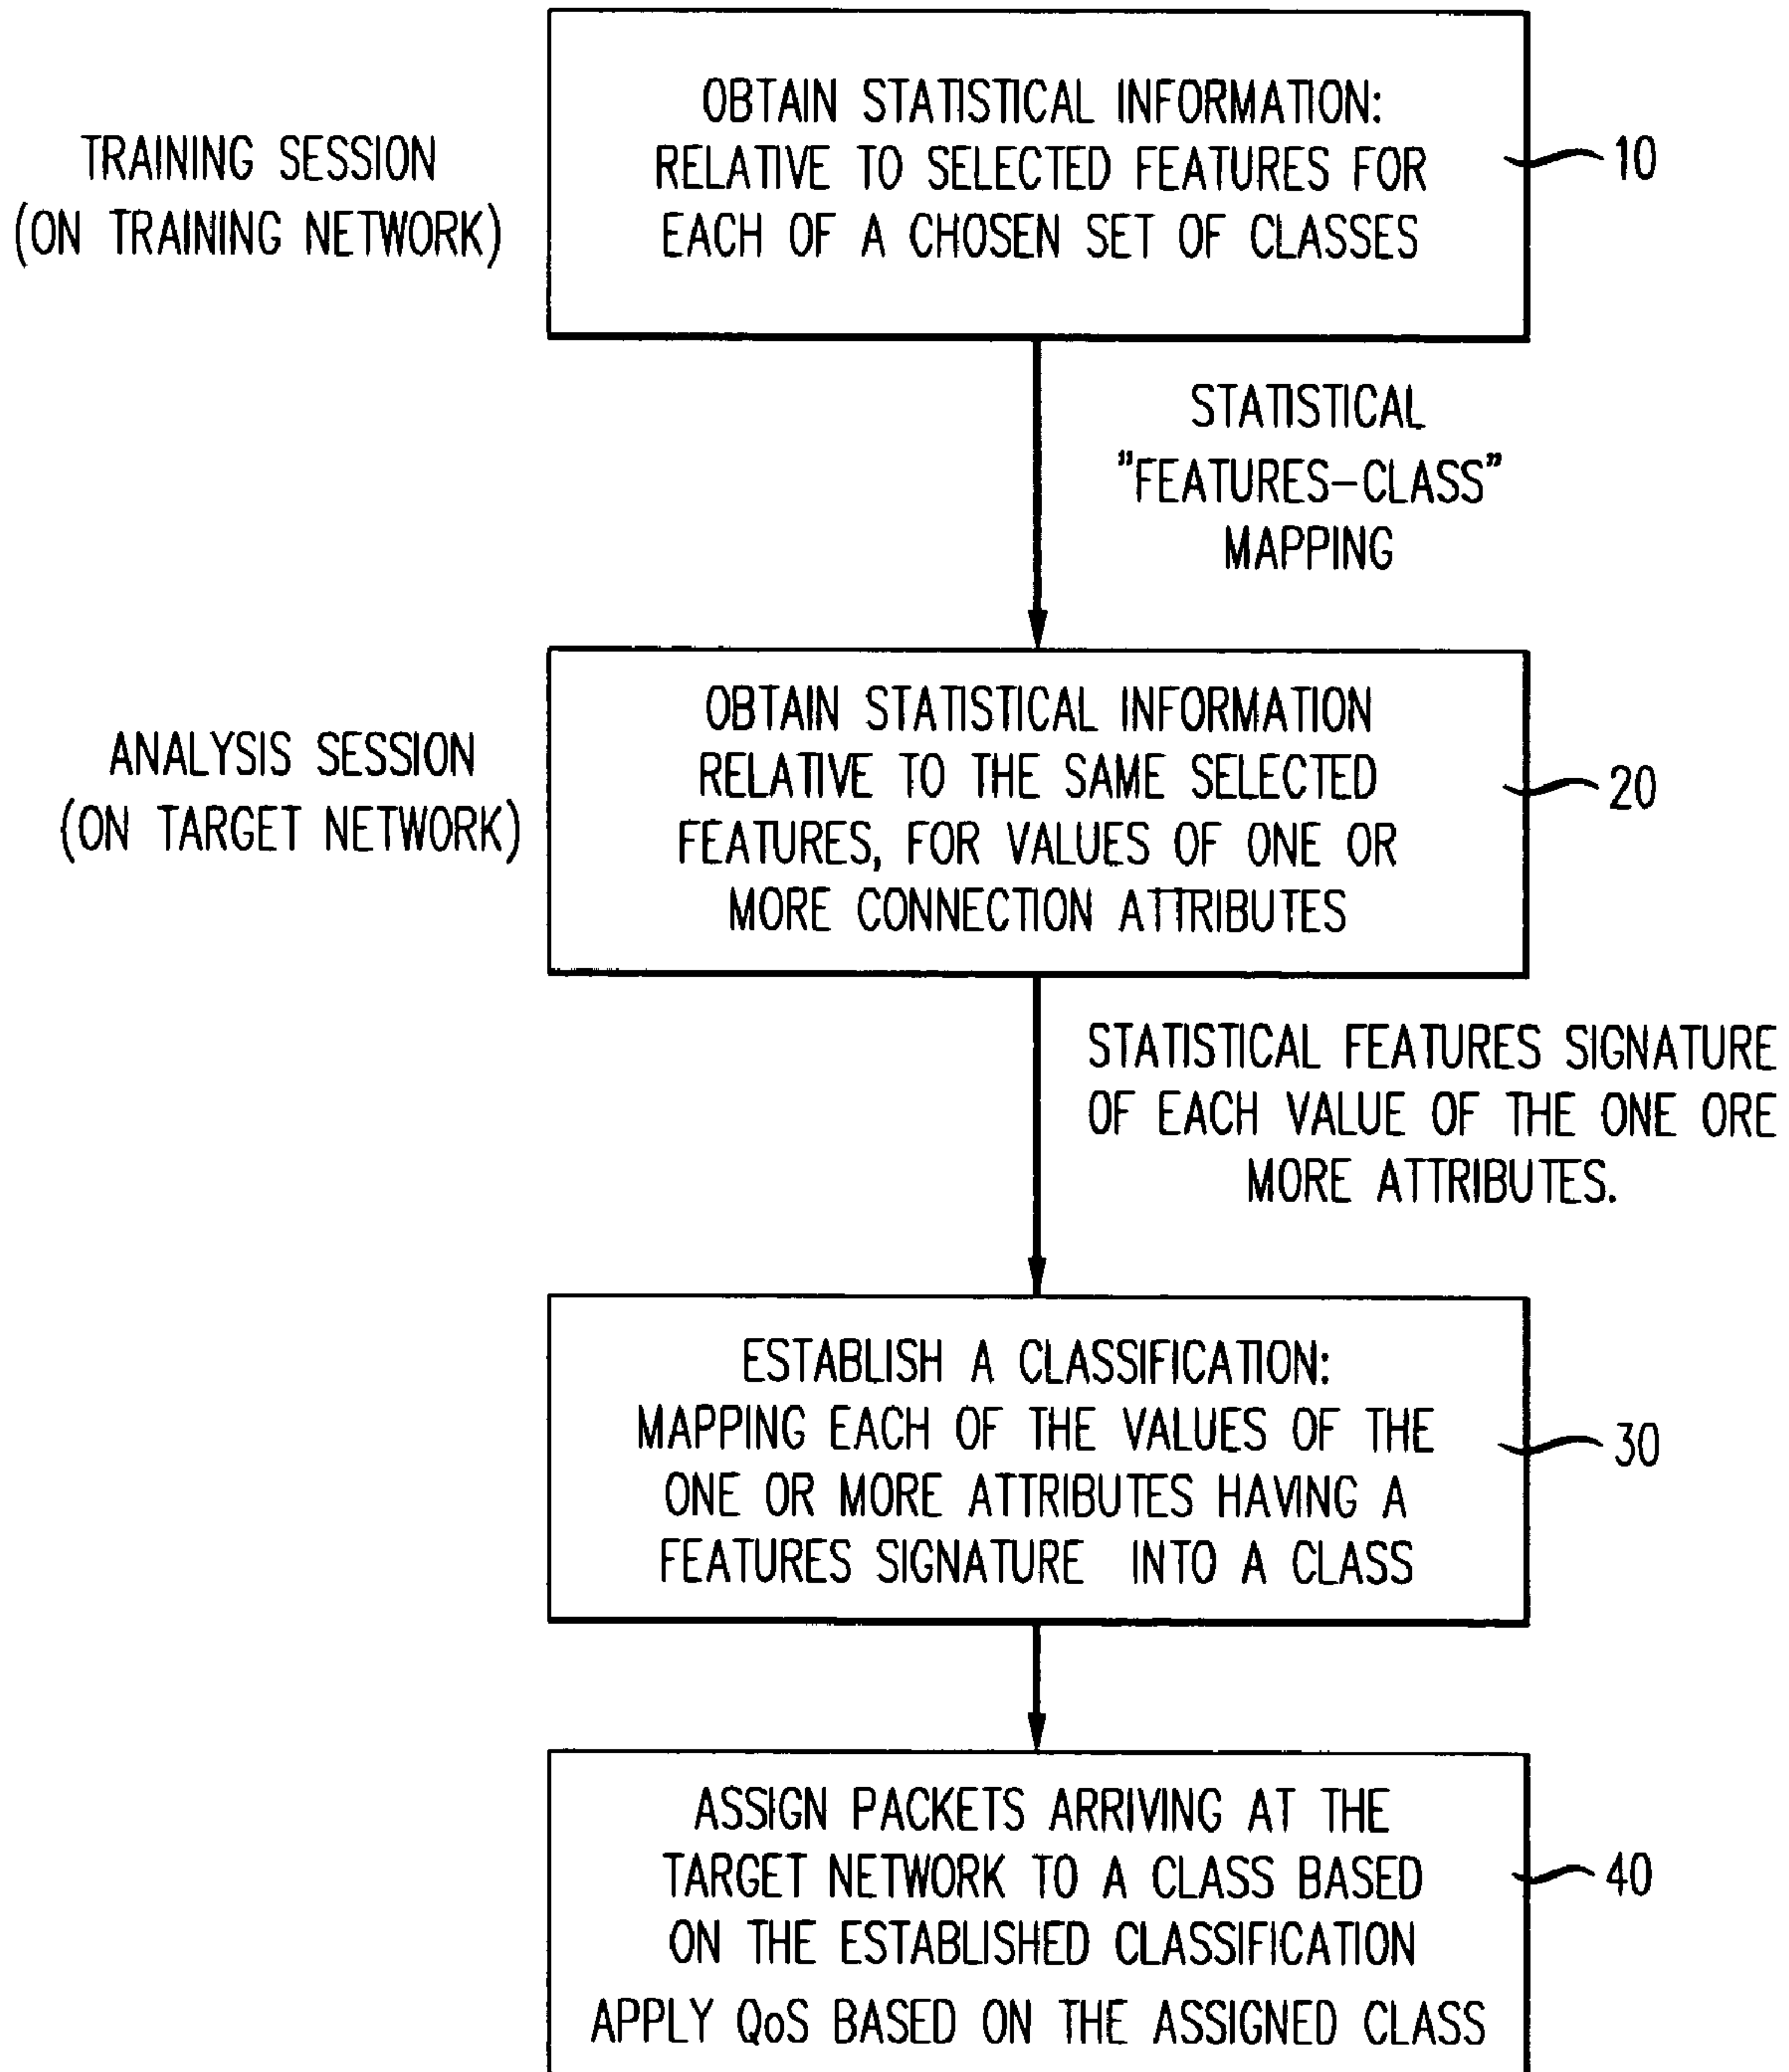 TRAINING SESSION
(ON TRAINING NETWORK)
OBTAIN STATISTICAL INFORMATION:
RELATIVE TO SELECTED FEATURES FOR
EACH OF A CHOSEN SET OF CLASSES
10
STATISTICAL
"FEATURES-CLASS"
MAPPING
ANALYSIS SESSION
(ON TARGET NETWORK)
OBTAIN STATISTICAL INFORMATION
RELATIVE TO THE SAME SELECTED
FEATURES, FOR VALUES OF ONE OR
MORE CONNECTION ATTRIBUTES
20
STATISTICAL FEATURES SIGNATURE
OF EACH VALUE OF THE ONE ORE
MORE ATTRIBUTES.
ESTABLISH A CLASSIFICATION:
MAPPING EACH OF THE VALUES OF THE
ONE OR MORE ATTRIBUTES HAVING A
FEATURES SIGNATURE INTO A CLASS
30
ASSIGN PACKETS ARRIVING AT THE
TARGET NETWORK TO A CLASS BASED
ON THE ESTABLISHED CLASSIFICATION
APPLY QoS BASED ON THE ASSIGNED CLASS
40